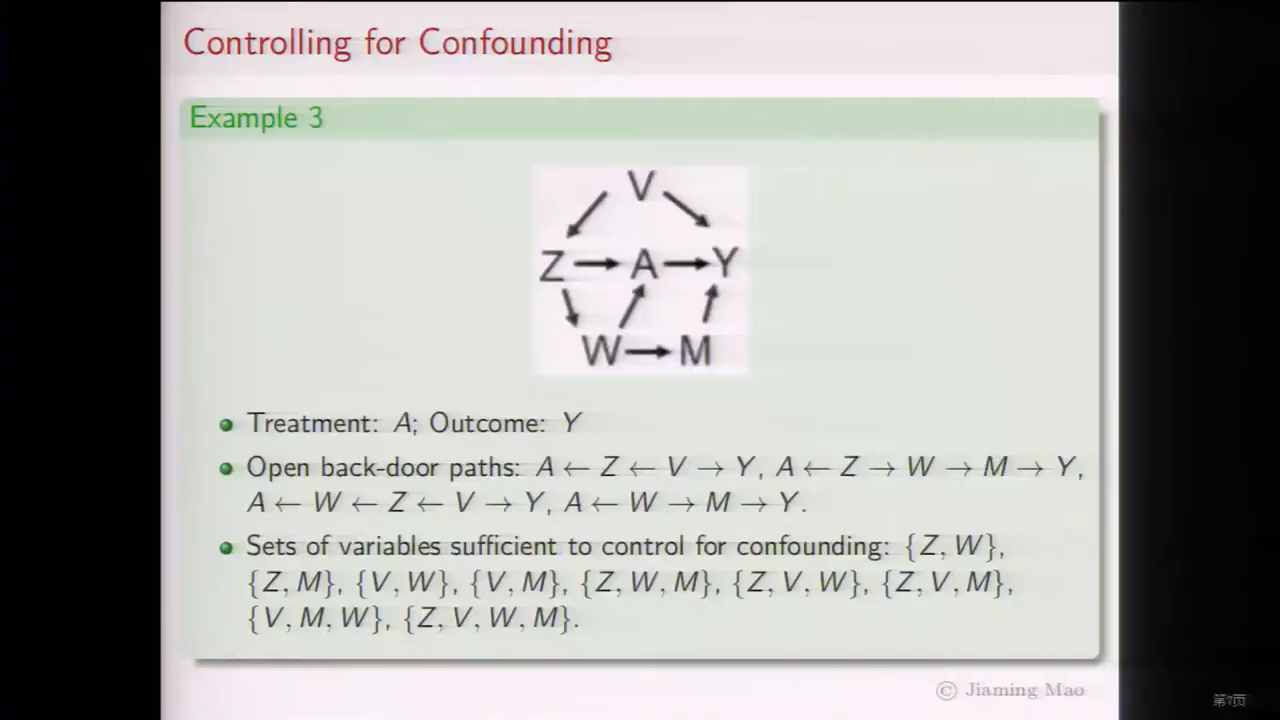 Controlling for Confounding
Example 3
V
Z → A → Y
W → M
Treatment: A; Outcome: Y
Open back-door paths: A ← Z ← V → Y, A ← Z → W → M → Y,
A ← W ← Z ← V → Y, A ← W → M → Y.
Sets of variables sufficient to control for confounding: {Z, W},
{Z, M}, {V, W}, {V, M}, {Z, W, M}, {Z, V, W}, {Z, V, M},
{V, M, W}, {Z, V, W, M}.
© Jiaming Mao
第7页